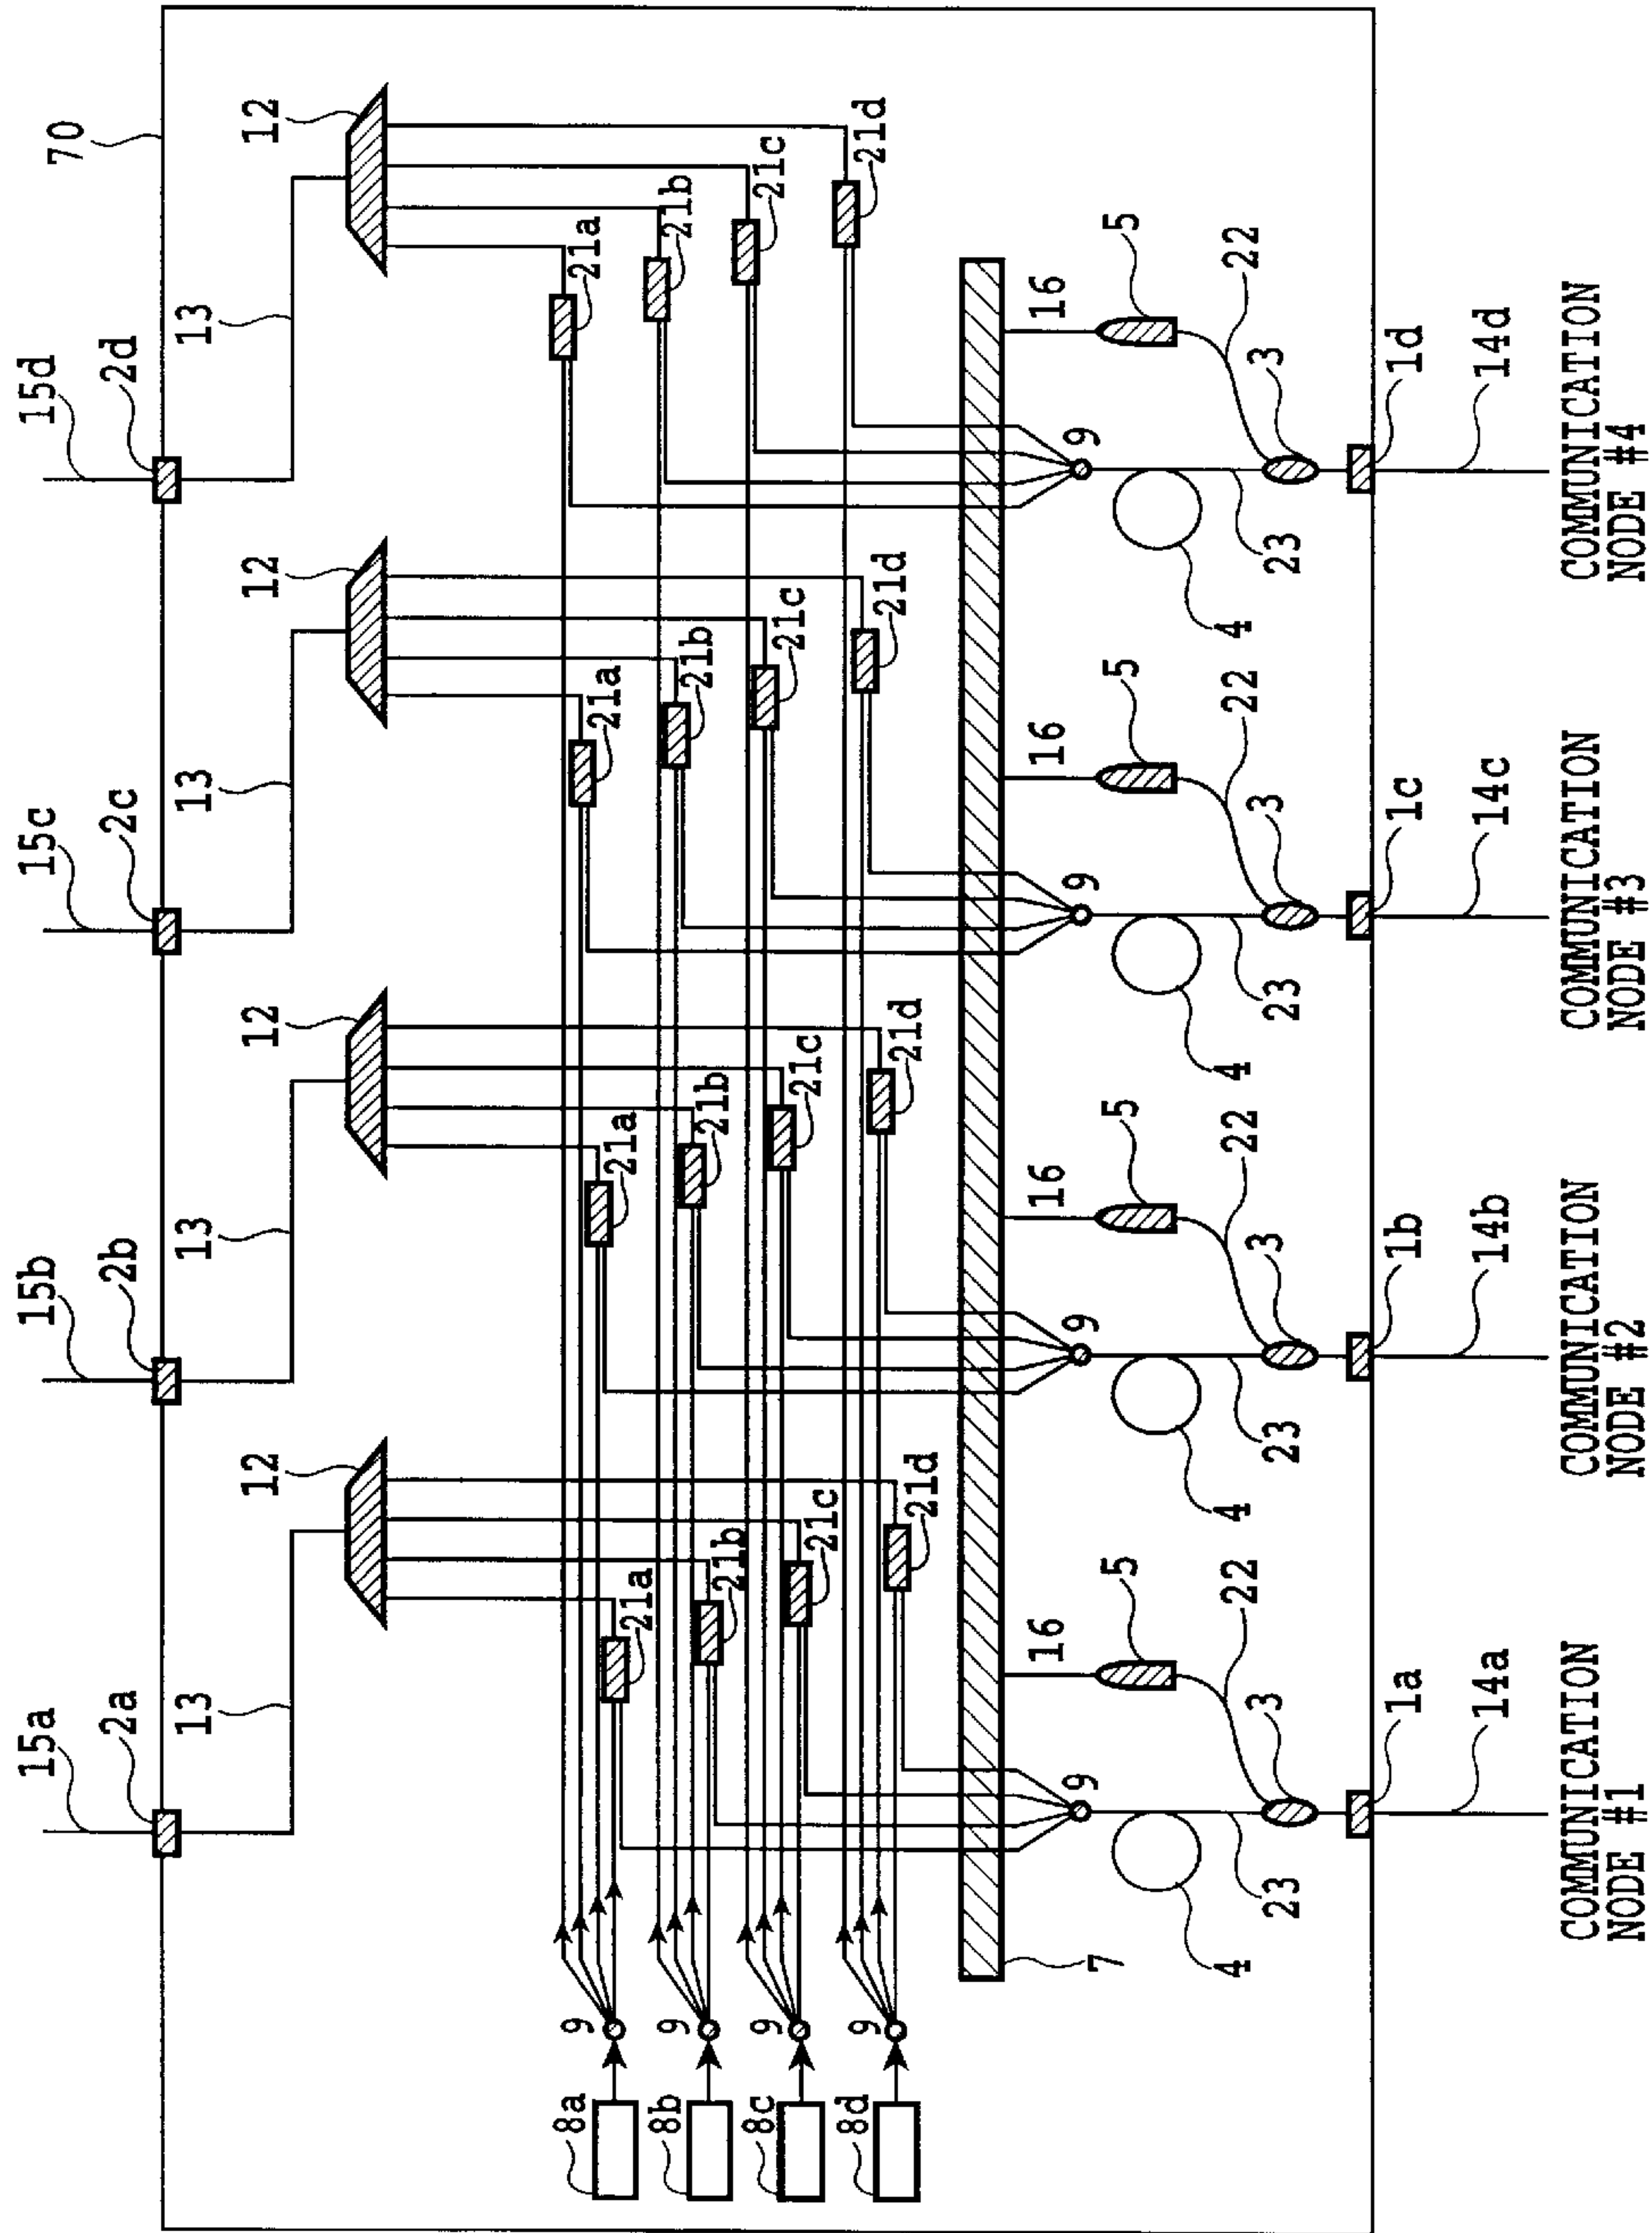 70
15a
15b
15c
15d
2a
2b
2c
2d
13
13
13
13
12
12
12
12
21a
21b
21c
21d
21a
21b
21c
21d
21a
21b
21c
21d
21a
21b
21c
21d
8a
9
8b
9
8c
9
8d
9
7
16
16
16
16
9
9
9
9
5
5
5
5
4
4
4
4
22
22
22
22
23
23
23
23
3
3
3
3
1a
1b
1c
1d
14a
14b
14c
14d
COMMUNICATION
NODE #1
COMMUNICATION
NODE #2
COMMUNICATION
NODE #3
COMMUNICATION
NODE #4